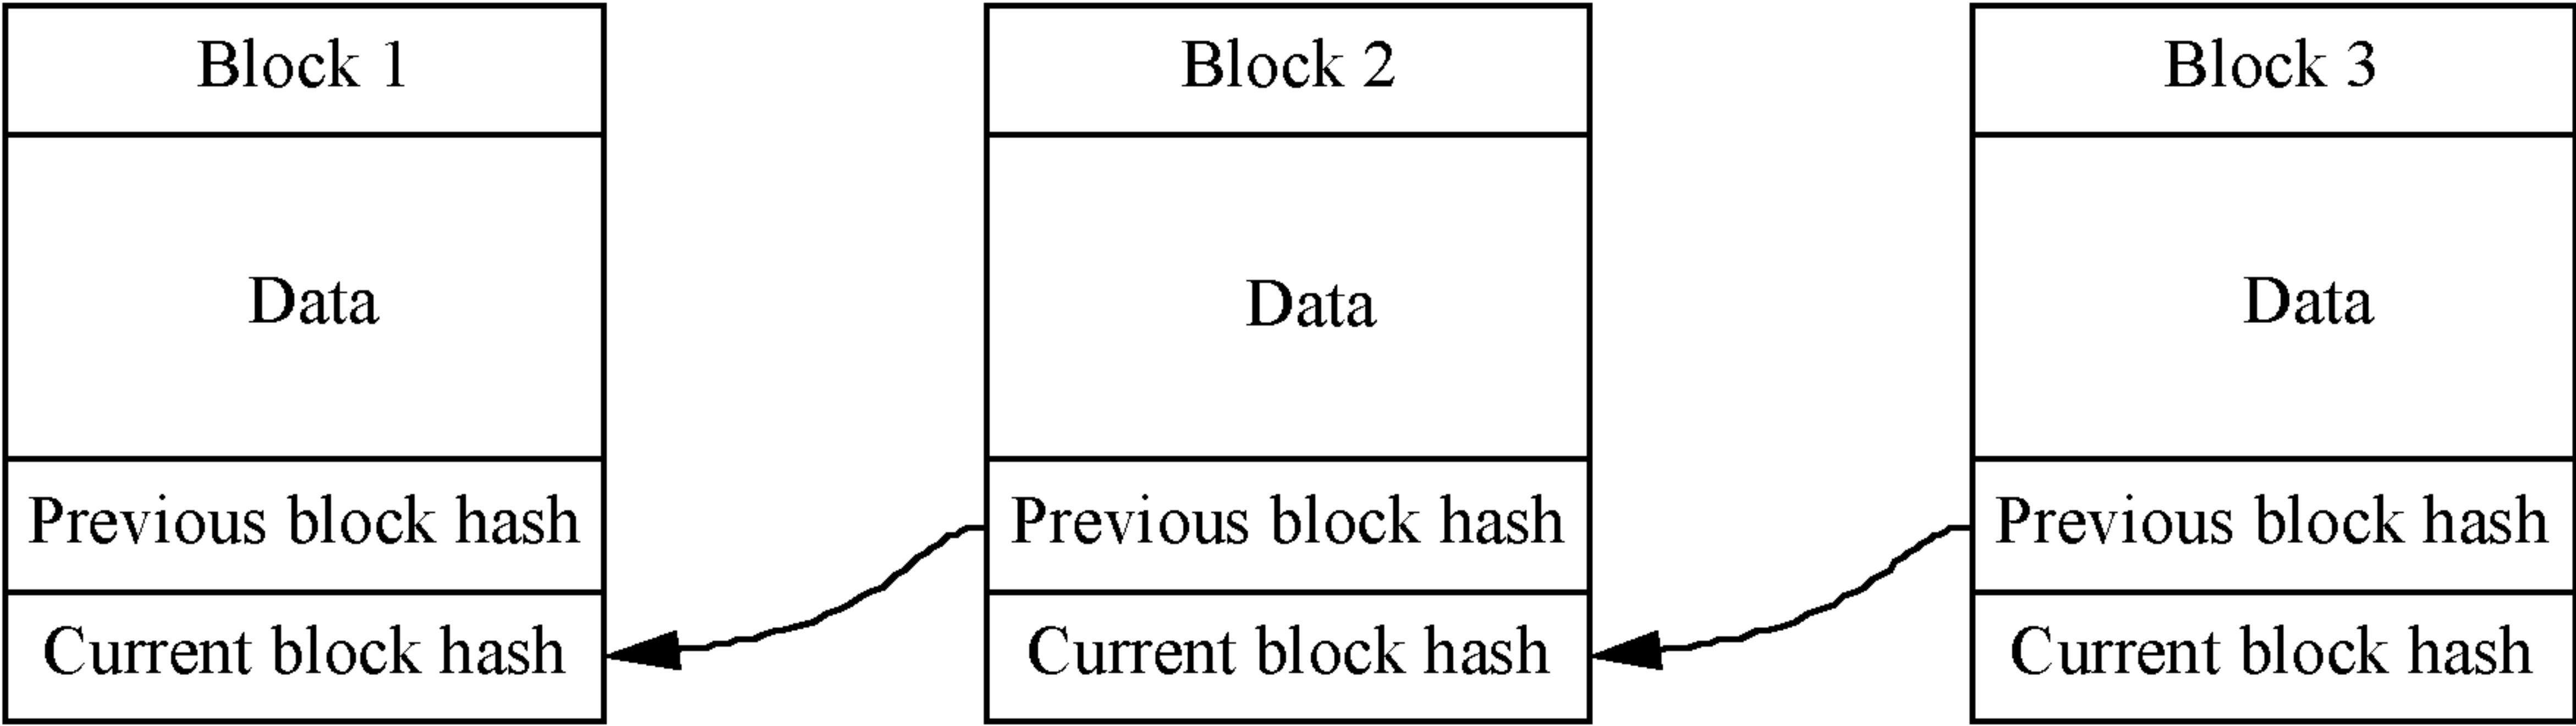 Block 1
Data
Previous block hash
Current block hash
Block 2
Data
Previous block hash
Current block hash
Block 3
Data
Previous block hash
Current block hash